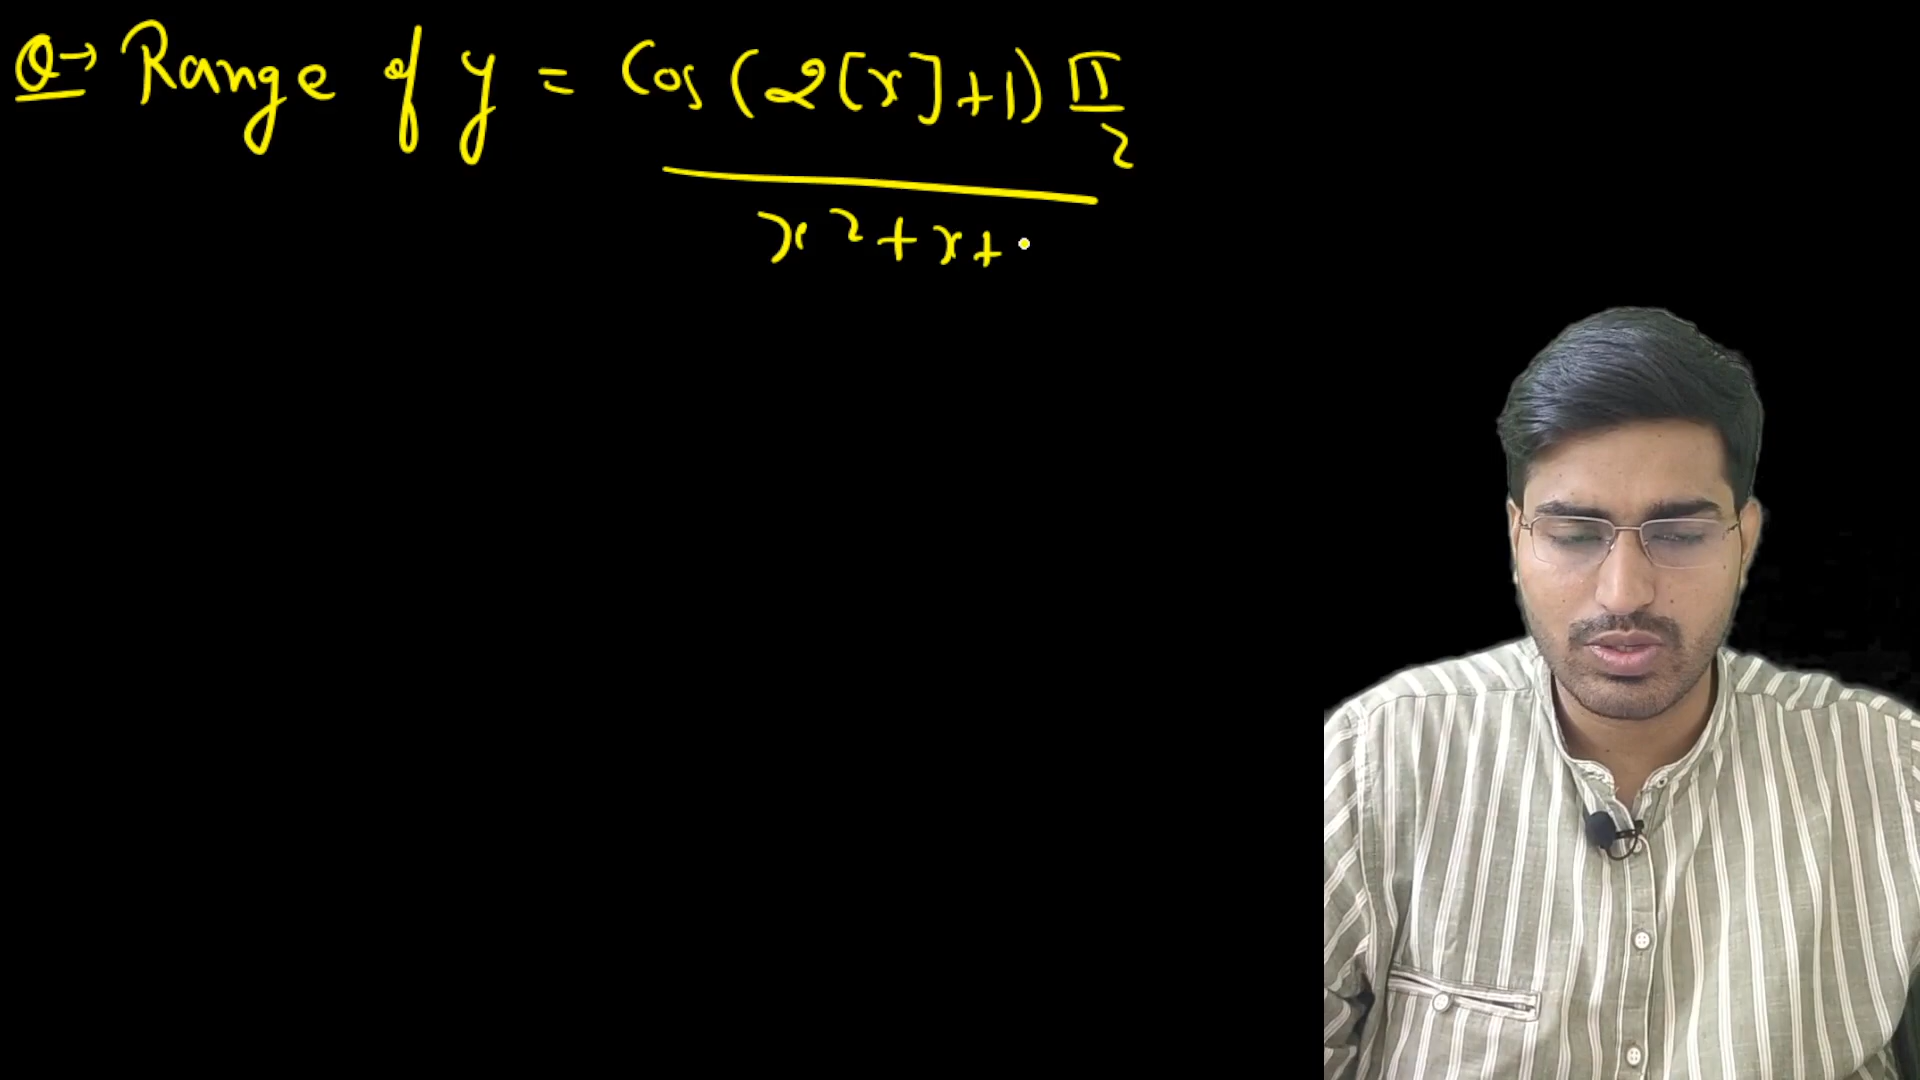 Q→ Range of y = Cos (2[x]+1) π/2
x²+x+